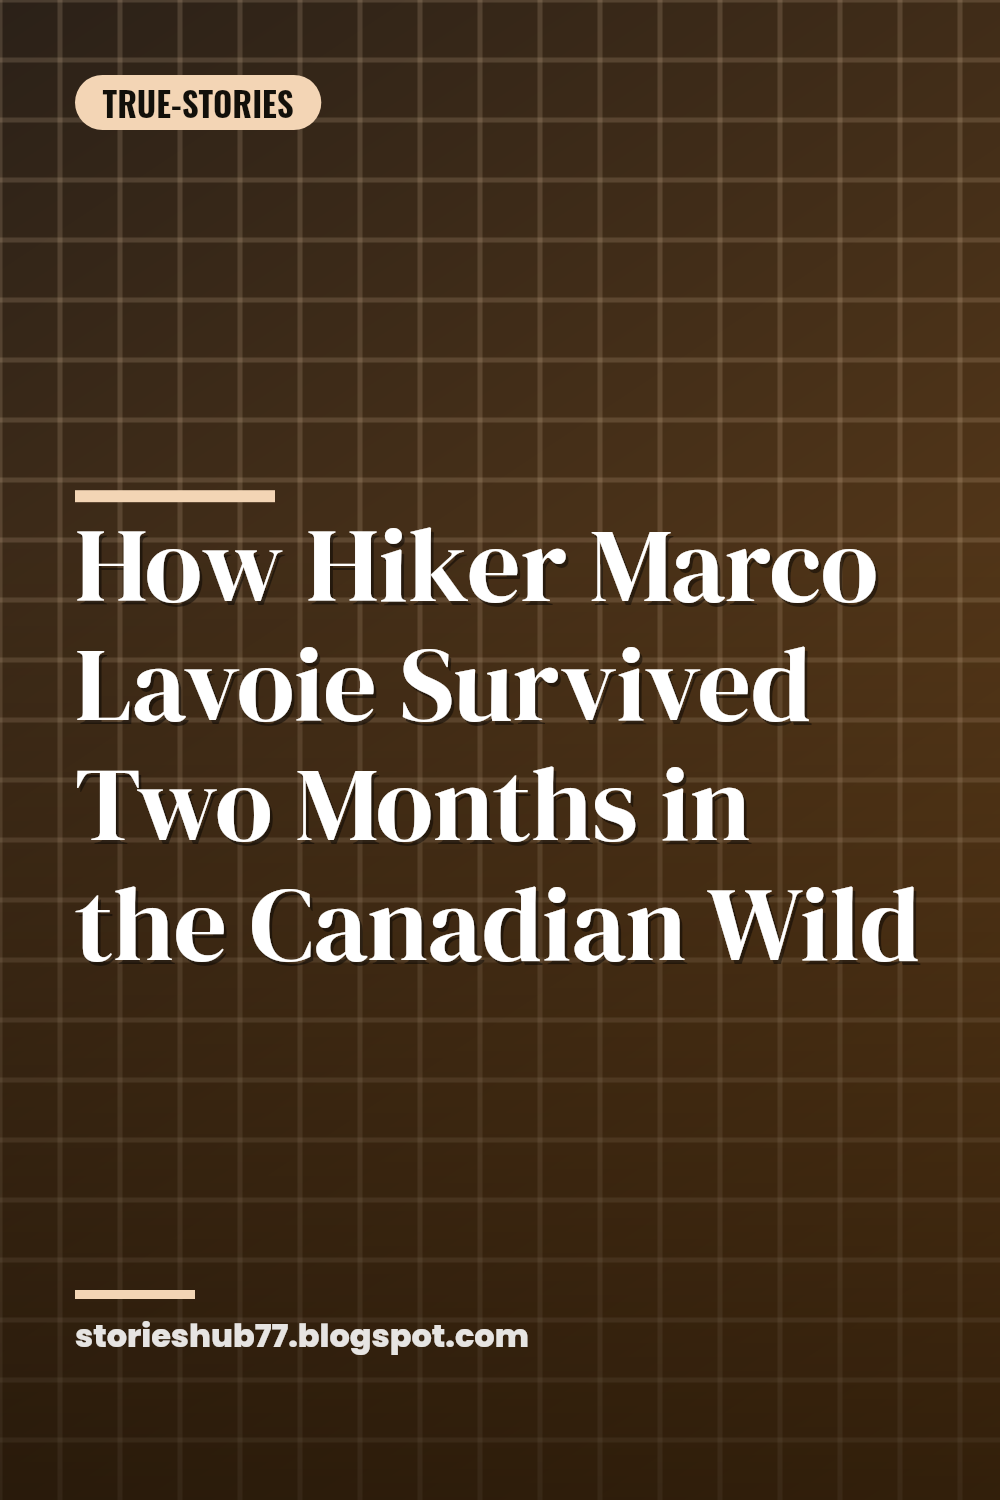 TRUE-STORIES
How Hiker Marco
Lavoie Survived
Two Months in
the Canadian Wild
storieshub77.blogspot.com